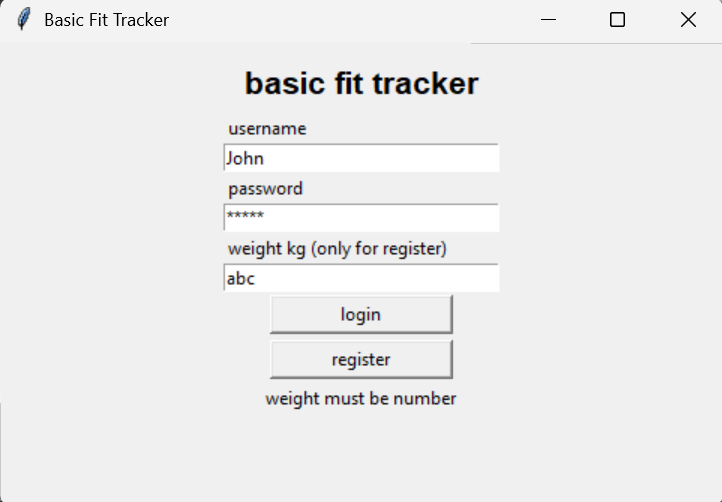 Basic Fit Tracker
basic fit tracker
username
John
password
*****
weight kg (only for register)
abc
login
register
weight must be number